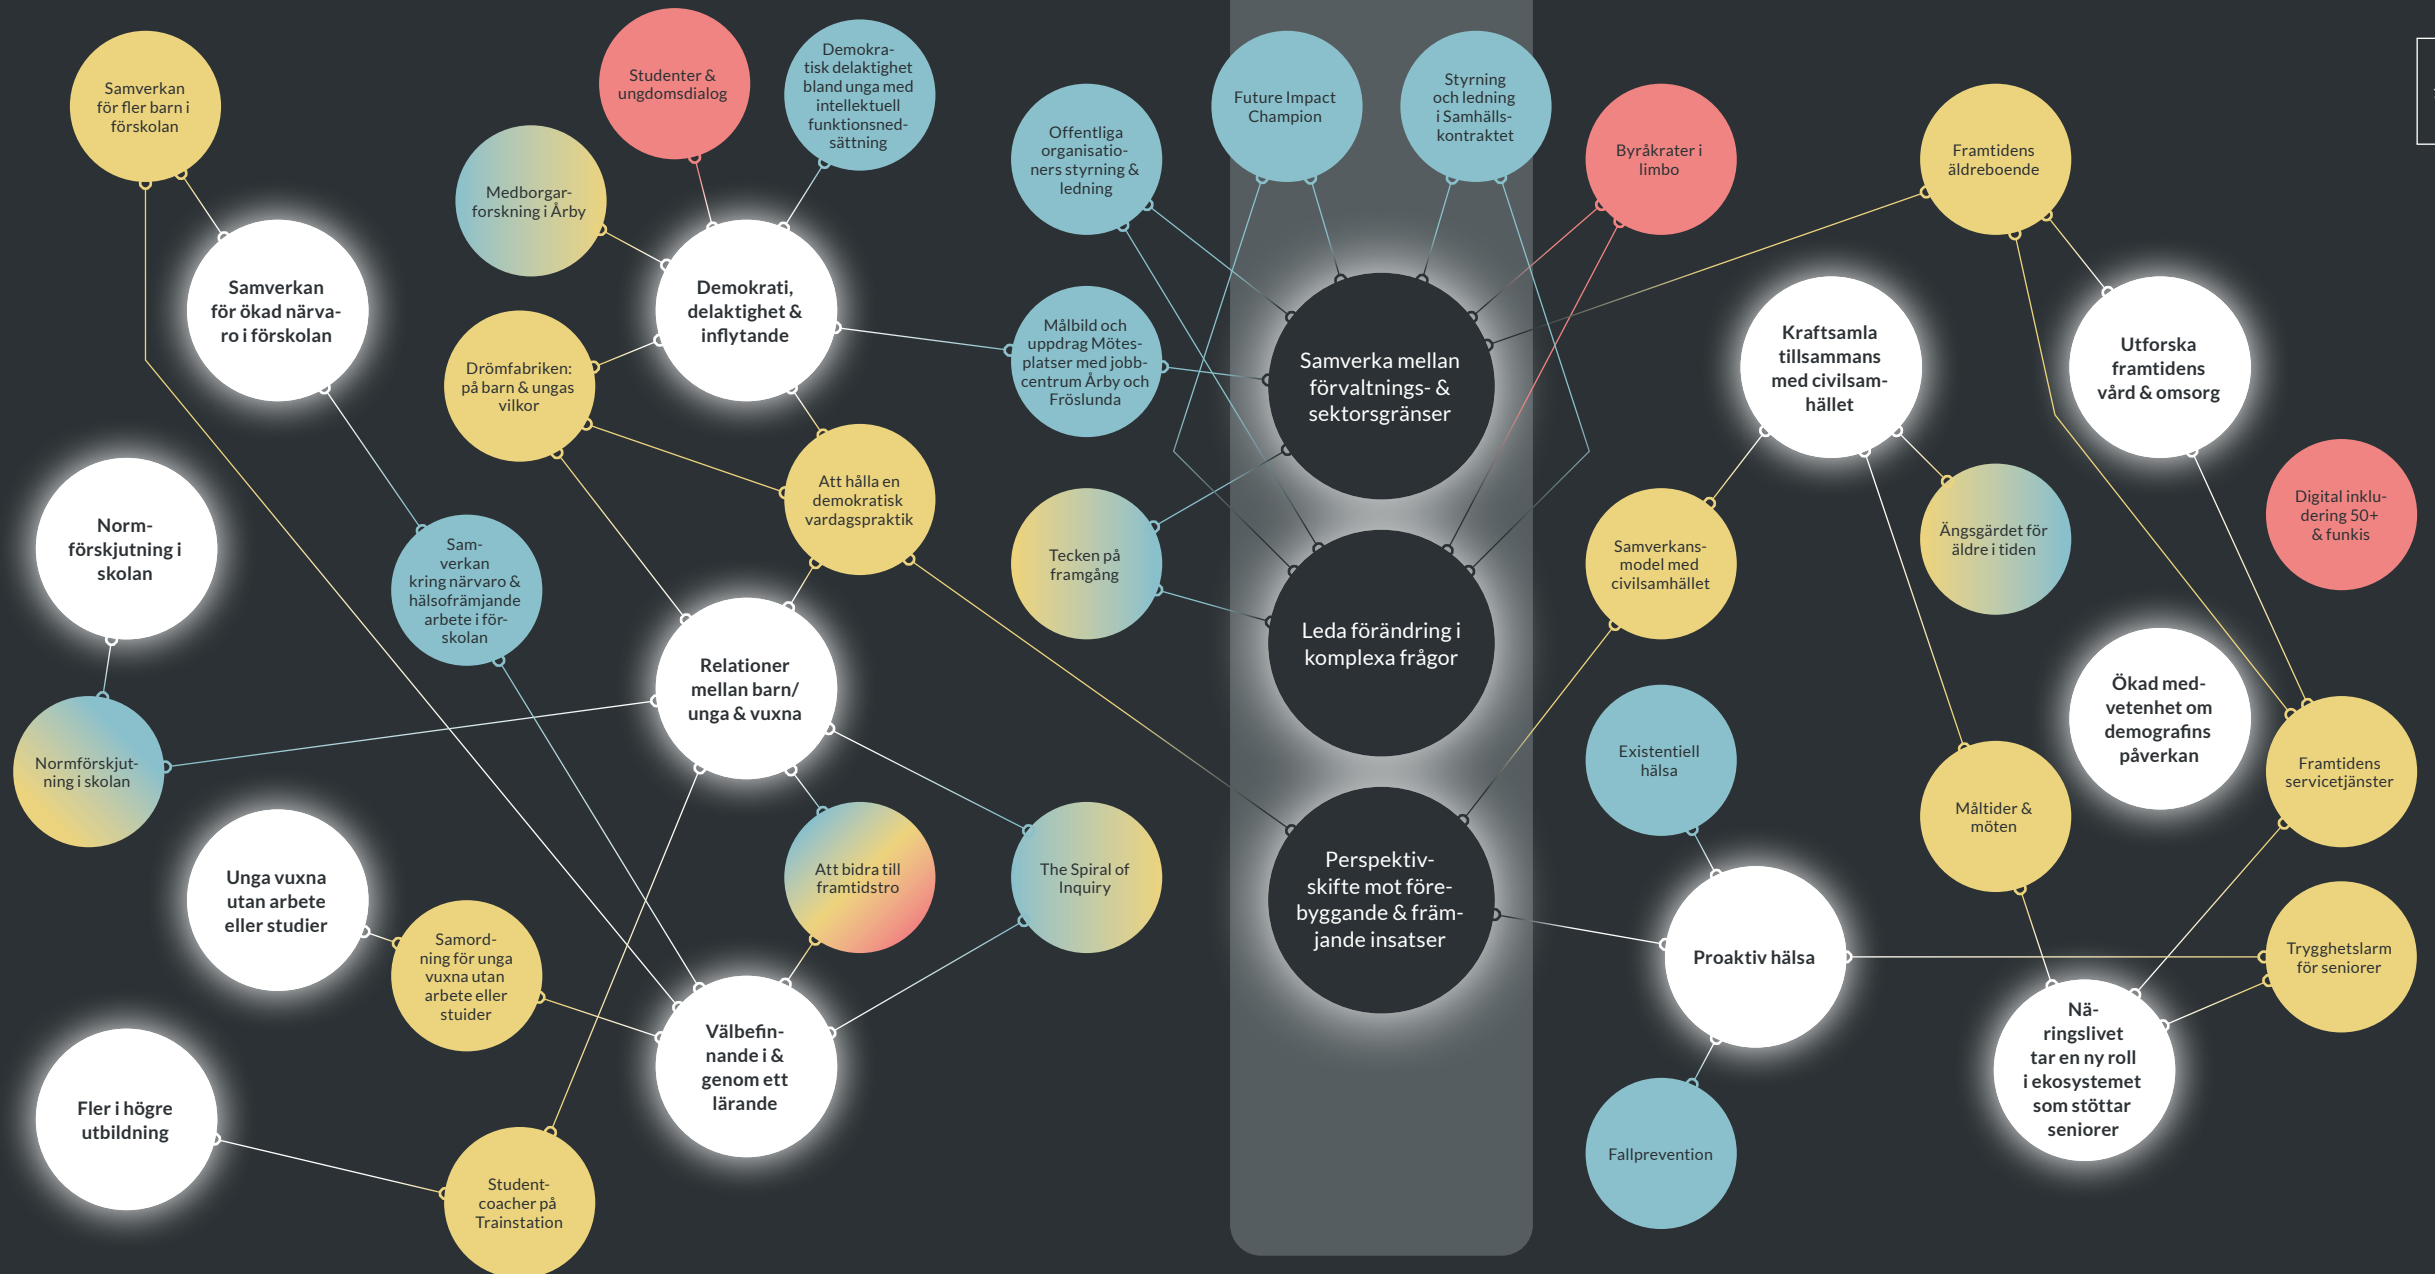 Samverkan
för fler barn i
förskolan
Studenter &
ungdomsdialog
Demokra-
tisk delaktighet
bland unga med
intellektuell
funktionsned-
sättning
Medborgar-
forskning i Årby
Offentliga
organisatio-
ners styrning &
ledning
Future Impact
Champion
Styrning
och ledning
i Samhälls-
kontraktet
Byråkrater i
limbo
Framtidens
äldreboende
Samverkan
för ökad närva-
ro i förskolan
Demokrati,
delaktighet &
inflytande
Drömfabriken:
på barn & ungas
vilkor
Målbild och
uppdrag Mötes-
platser med jobb-
centrum Årby och
Fröslunda
Samverka mellan
förvaltnings- &
sektorsgränser
Kraftsamla
tillsammans
med civilsam-
hället
Utforska
framtidens
vård & omsorg
Norm-
förskjutning i
skolan
Sam-
verkan
kring närvaro &
hälsofrämjande
arbete i för-
skolan
Att hålla en
demokratisk
vardagspraktik
Tecken på
framgång
Samverkans-
model med
civilsamhället
Ängsgärdet för
äldre i tiden
Digital inklu-
dering 50+
& funkis
Leda förändring i
komplexa frågor
Relationer
mellan barn/
unga & vuxna
Normförskjut-
ning i skolan
Existentiell
hälsa
Ökad med-
vetenhet om
demografins
påverkan
Framtidens
servicetjänster
Måltider &
möten
Unga vuxna
utan arbete
eller studier
Att bidra till
framtidstro
The Spiral of
Inquiry
Perspektiv-
skifte mot före-
byggande & främ-
jande insatser
Samord-
ning för unga
vuxna utan
arbete eller
stuider
Proaktiv hälsa
Trygghetslarm
för seniorer
Fler i högre
utbildning
Välbefin-
nande i &
genom ett
lärande
Nä-
ringslivet
tar en ny roll
i ekosystemet
som stöttar
seniorer
Student-
coacher på
Trainstation
Fallprevention